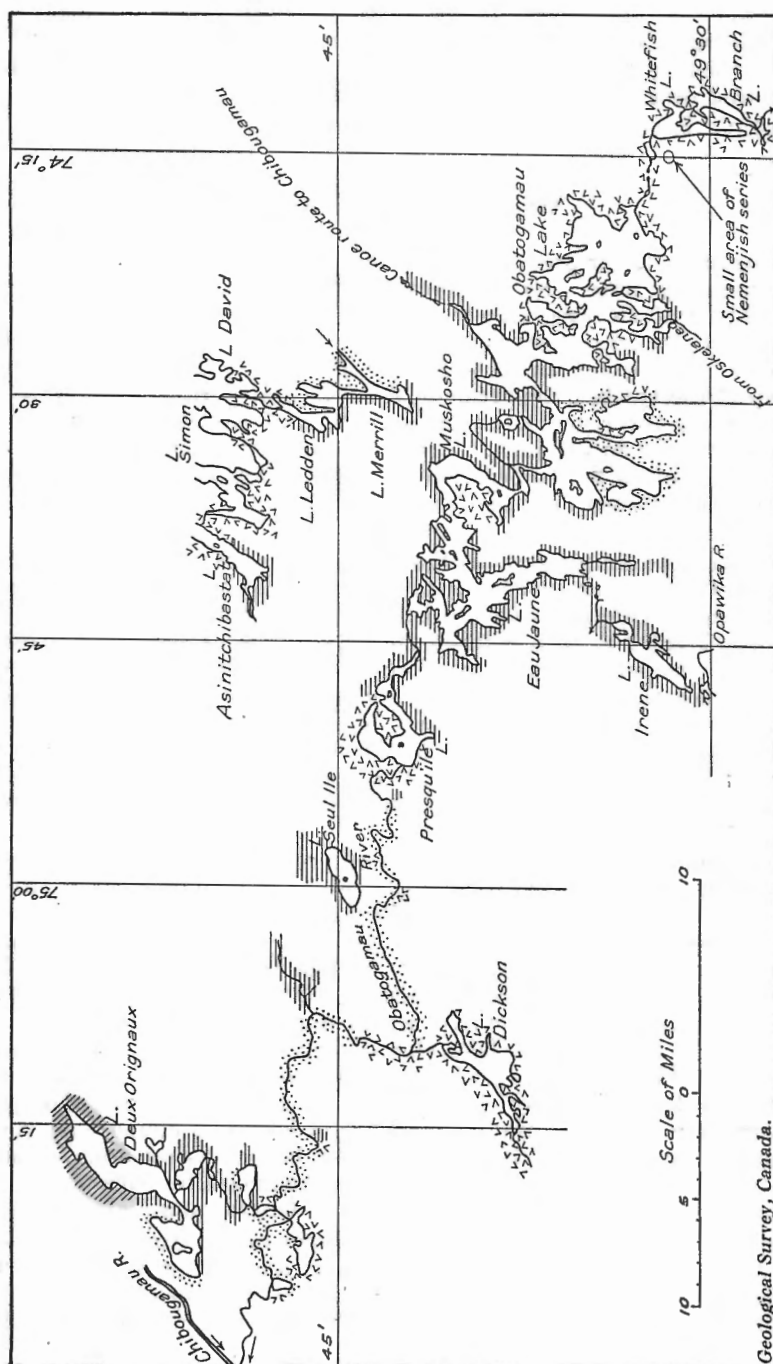 74° 15'
30'
45'
75° 00'
15'
45'
49° 30'
45'
Canoe route to Chibougamau
L. David
L.
Simon
L.
Asinitchibastat
L. Ledden
L. Merrill
Obatogamau
Lake
Whitefish
L.
Branch
L.
Small area of
Nemenjish series
From Oskelaneo
Muskosho
L.
L.
Eau Jaune
L.
Irene
Opawika R.
Presquile
L.
L. Seul Ile
Obatogamau River
L.
Dickson
L.
Deux Orignaux
Chibougamau R.
Scale of Miles
10 5 0 10
Geological Survey, Canada.